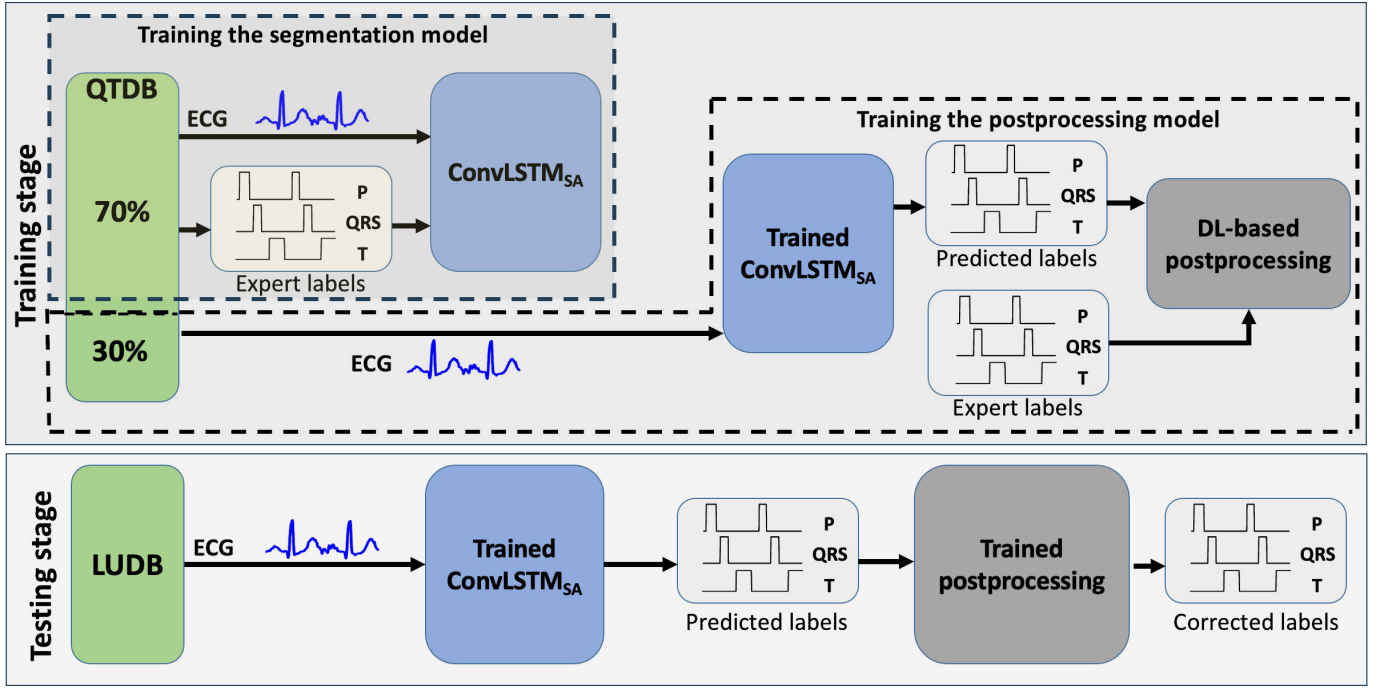 Training stage
Training the segmentation model
QTDB
70%
30%
ECG
P
QRS
T
Expert labels
ConvLSTMSA
ECG
Training the postprocessing model
Trained
ConvLSTMSA
P
QRS
T
Predicted labels
P
QRS
T
Expert labels
DL-based
postprocessing
Testing stage
LUDB
ECG
Trained
ConvLSTMSA
P
QRS
T
Predicted labels
Trained
postprocessing
P
QRS
T
Corrected labels